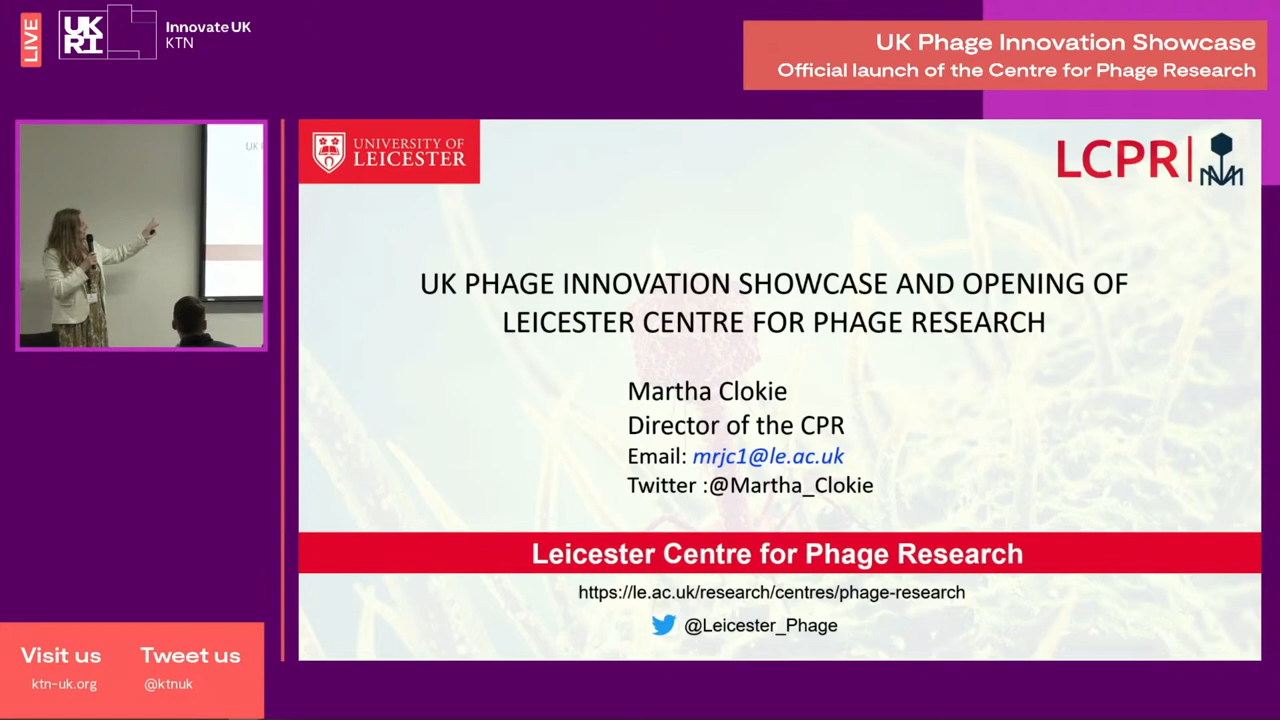 LIVE
UK
RI
Innovate UK
KTN
UK Phage Innovation Showcase
Official launch of the Centre for Phage Research
UNIVERSITY OF
LEICESTER
LCPR
UK PHAGE INNOVATION SHOWCASE AND OPENING OF
LEICESTER CENTRE FOR PHAGE RESEARCH
Martha Clokie
Director of the CPR
Email: mrjc1@le.ac.uk
Twitter :@Martha_Clokie
Leicester Centre for Phage Research
https://le.ac.uk/research/centres/phage-research
@Leicester_Phage
UK
Visit us
ktn-uk.org
Tweet us
@ktnuk